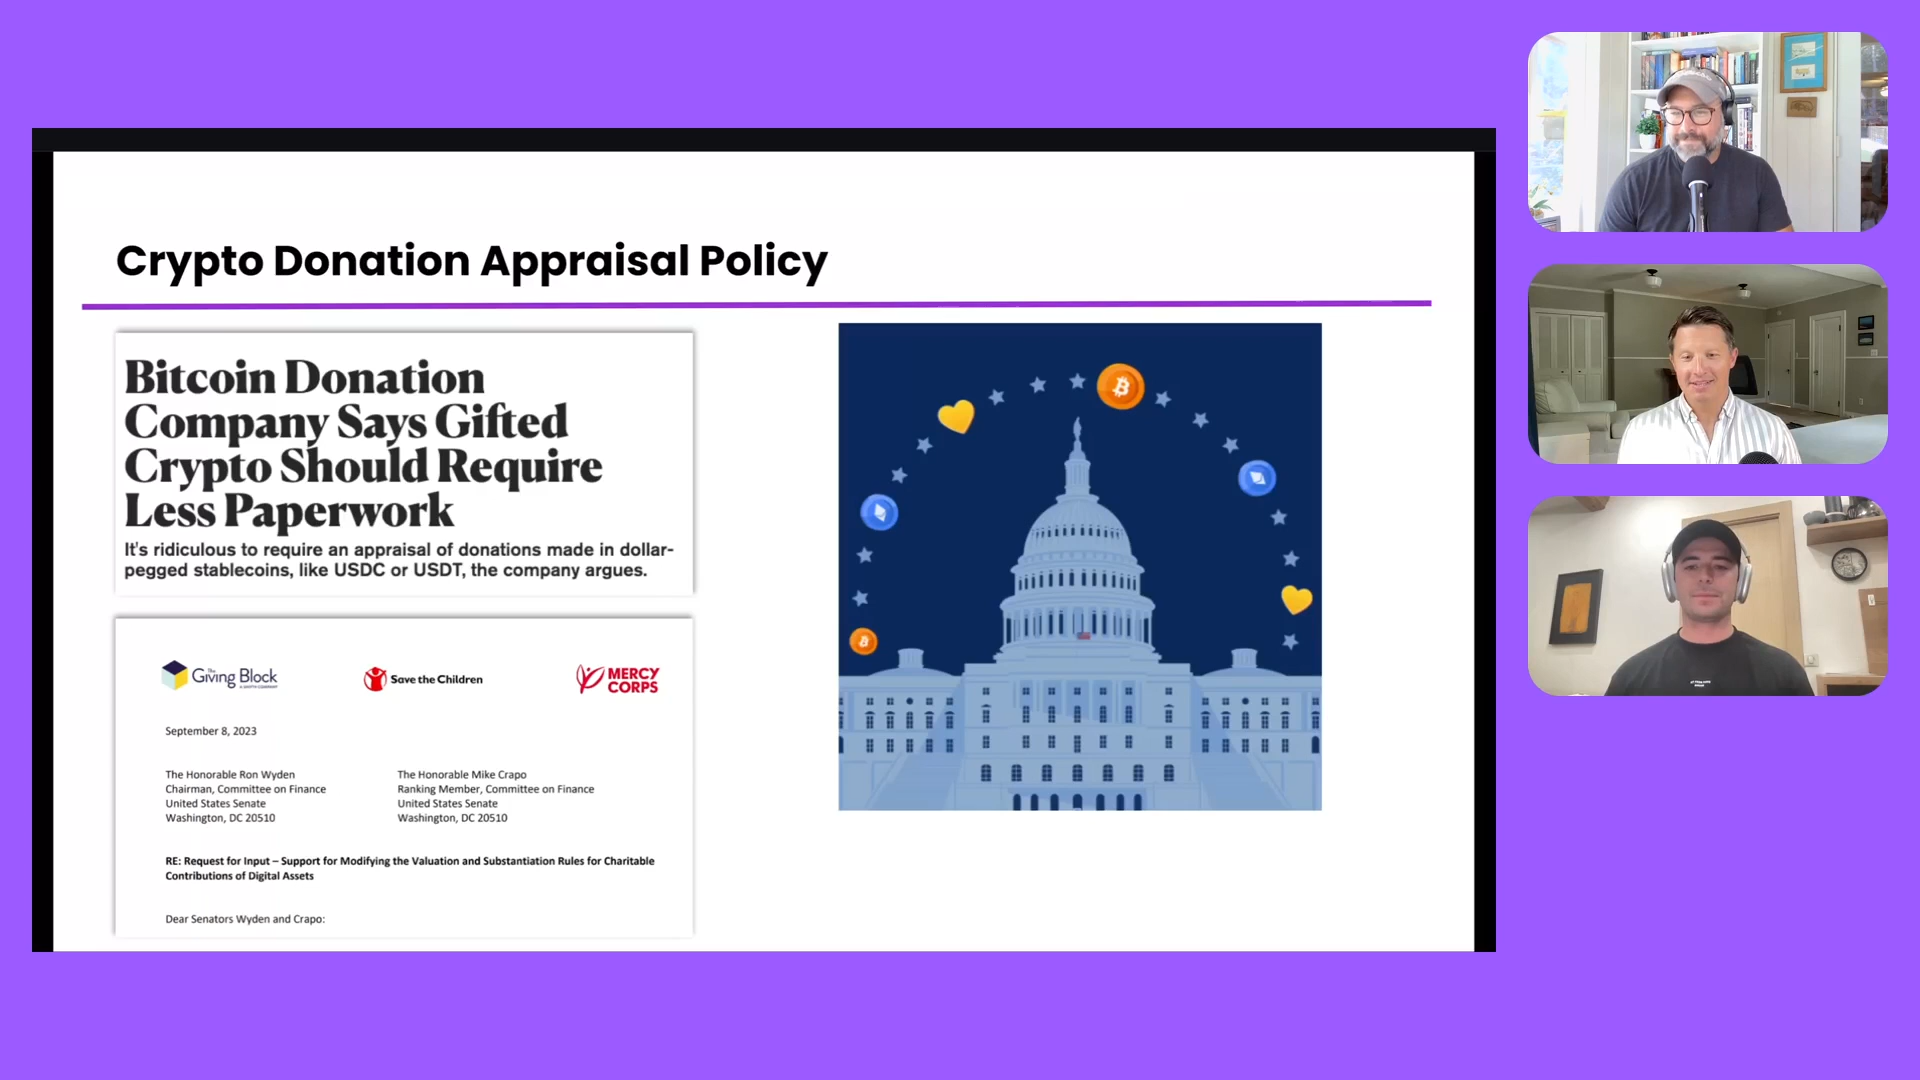 Crypto Donation Appraisal Policy
Bitcoin Donation
Company Says Gifted
Crypto Should Require
Less Paperwork
It's ridiculous to require an appraisal of donations made in dollar-
pegged stablecoins, like USDC or USDT, the company argues.
The
Giving Block
Save the Children
MERCY
CORPS
September 8, 2023
The Honorable Ron Wyden
Chairman, Committee on Finance
United States Senate
Washington, DC 20510
The Honorable Mike Crapo
Ranking Member, Committee on Finance
United States Senate
Washington, DC 20510
RE: Request for Input – Support for Modifying the Valuation and Substantiation Rules for Charitable
Contributions of Digital Assets
Dear Senators Wyden and Crapo: